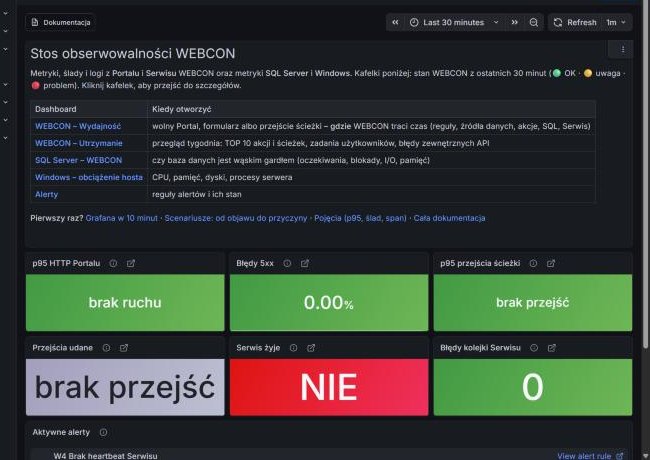 Dokumentacja
Last 30 minutes
Refresh
1m
Stos obserwowalności WEBCON
Metryki, ślady i logi z Portalu i Serwisu WEBCON oraz metryki SQL Server i Windows. Kafelki poniżej: stan WEBCON z ostatnich 30 minut ( OK · uwaga ·
problem). Kliknij kafelek, aby przejść do szczegółów.
Dashboard Kiedy otworzyć
WEBCON – Wydajność wolny Portal, formularz albo przejście ścieżki – gdzie WEBCON traci czas (reguły, źródła danych, akcje, SQL, Serwis)
WEBCON – Utrzymanie przegląd tygodnia: TOP 10 akcji i ścieżek, zadania użytkowników, błędy zewnętrznych API
SQL Server – WEBCON czy baza danych jest wąskim gardłem (oczekiwania, blokady, I/O, pamięć)
Windows – obciążenie hosta CPU, pamięć, dyski, procesy serwera
Alerty reguły alertów i ich stan
Pierwszy raz? Grafana w 10 minut · Scenariusze: od objawu do przyczyny · Pojęcia (p95, ślad, span) · Cała dokumentacja
p95 HTTP Portalu
brak ruchu
Błędy 5xx
0.00%
p95 przejścia ścieżki
brak przejść
Przejścia udane
brak przejść
Serwis żyje
NIE
Błędy kolejki Serwisu
0
Aktywne alerty
W4 Brak heartbeat Serwisu
View alert rule